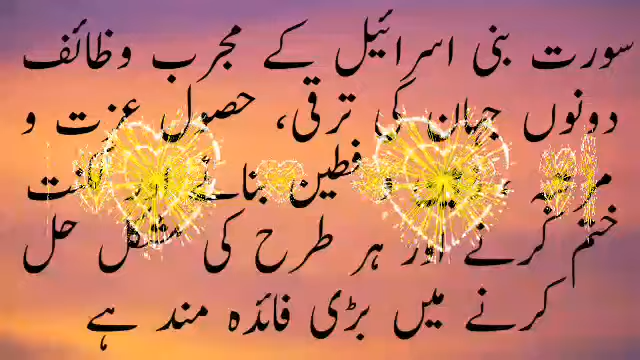 سورت بنی اسرائیل کے مجرب وظائف
دونوں جہان کی ترقی، حصول عزت و
فطین بنانے
ختم کرنے اور ہر طرح کی مشکل حل
کرنے میں بڑی فائدہ مند ہے